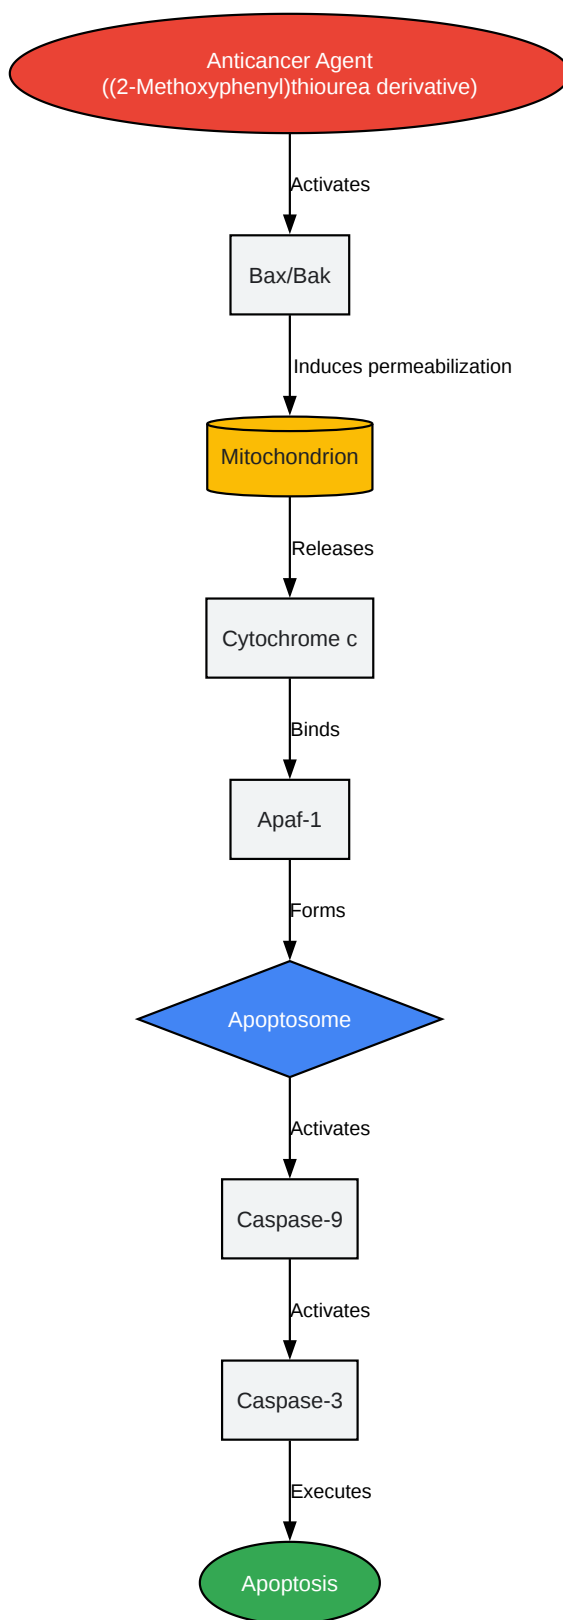 Anticancer Agent
((2-Methoxyphenyl)thiourea derivative)
Activates
Bax/Bak
Induces permeabilization
Mitochondrion
Releases
Cytochrome c
Binds
Apaf-1
Forms
Apoptosome
Activates
Caspase-9
Activates
Caspase-3
Executes
Apoptosis